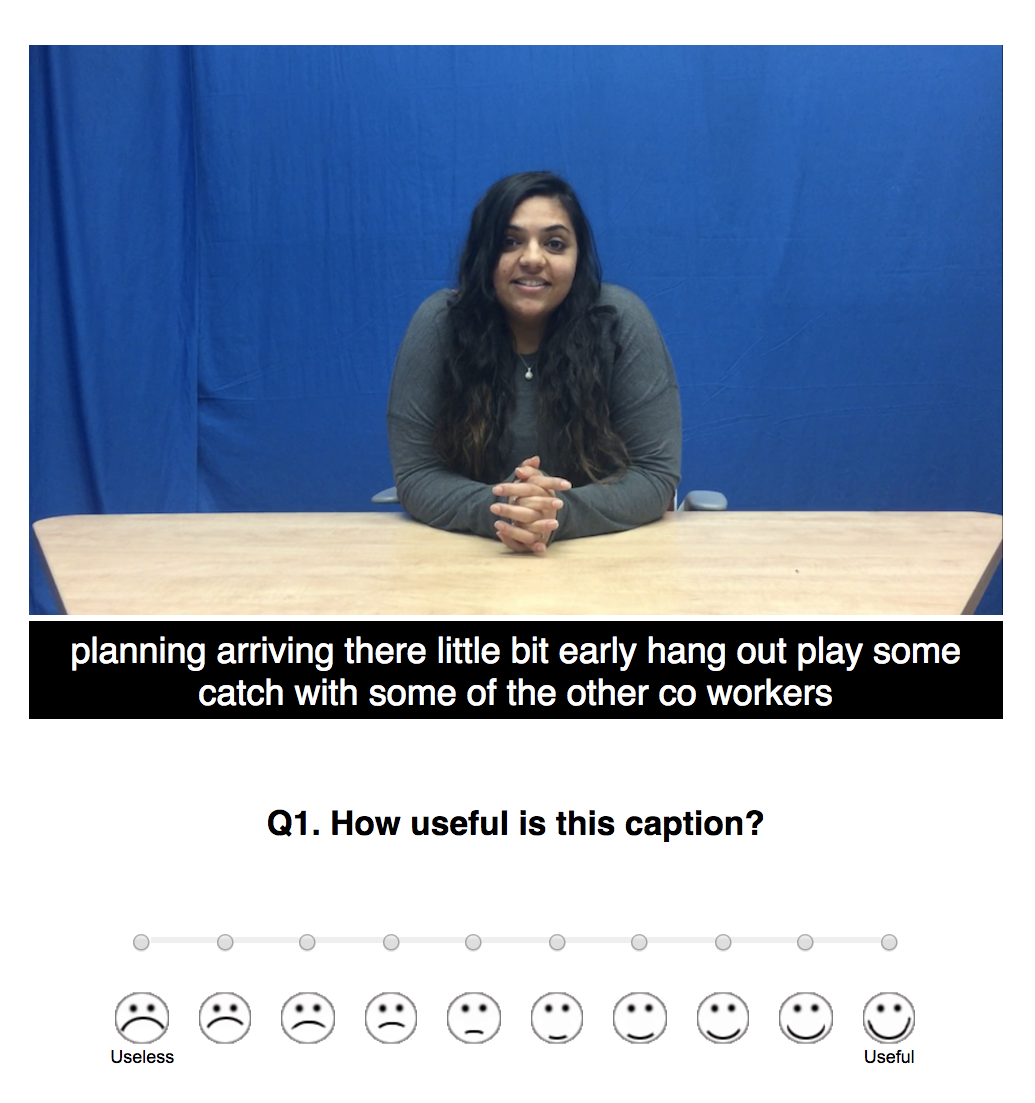 planning arriving there little bit early hang out play some
catch with some of the other co workers
Q1. How useful is this caption?
Useless
Useful